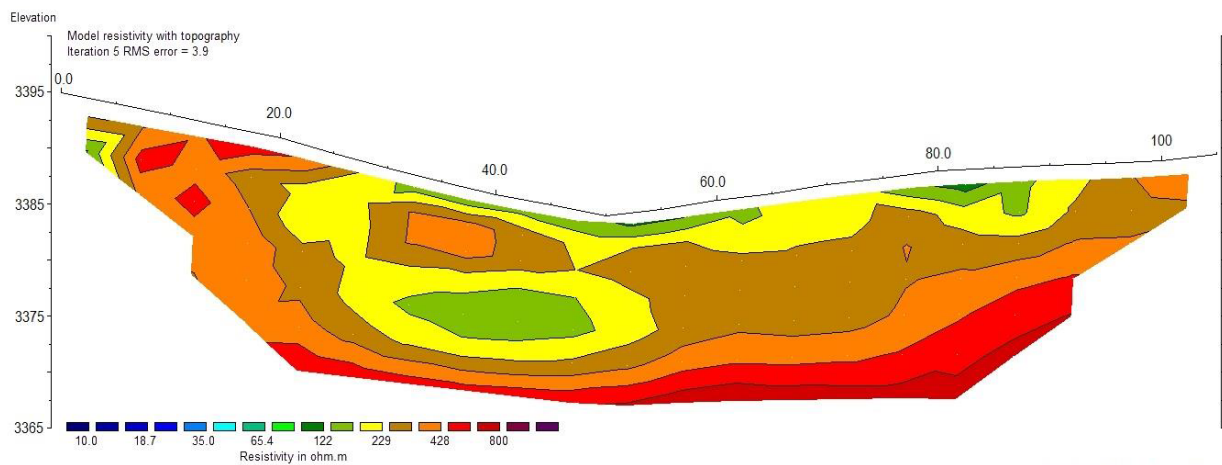 Elevation
Model resistivity with topography
Iteration 5 RMS error = 3.9
0.0
3395
20.0
100
80.0
40.0
60.0
3385
3375
3365
10.0 18.7 35.0 65.4 122 229 428 800
Resistivity in ohm.m